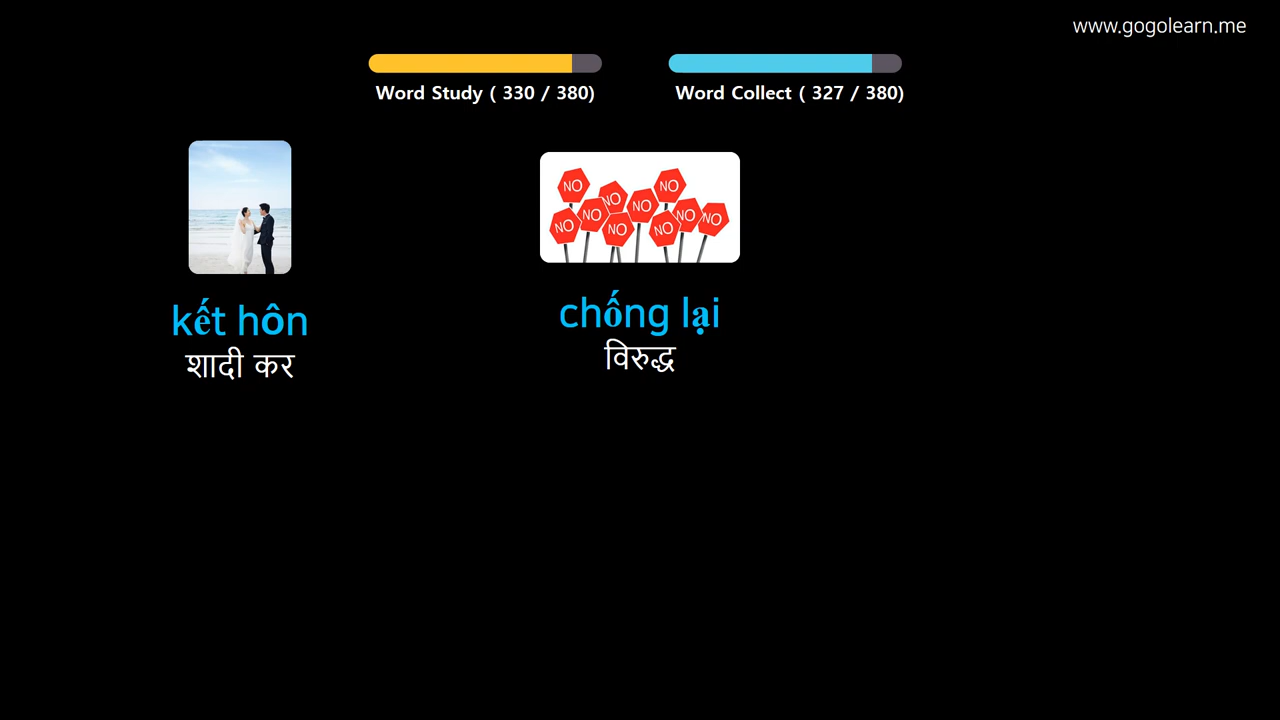 www.gogolearn.me
Word Study ( 330 / 380)
Word Collect ( 327 / 380)
NO
NO
NO
NO
NO
NO
NO
NO
NO
NO
kết hôn
शादी कर
chống lại
विरुद्ध